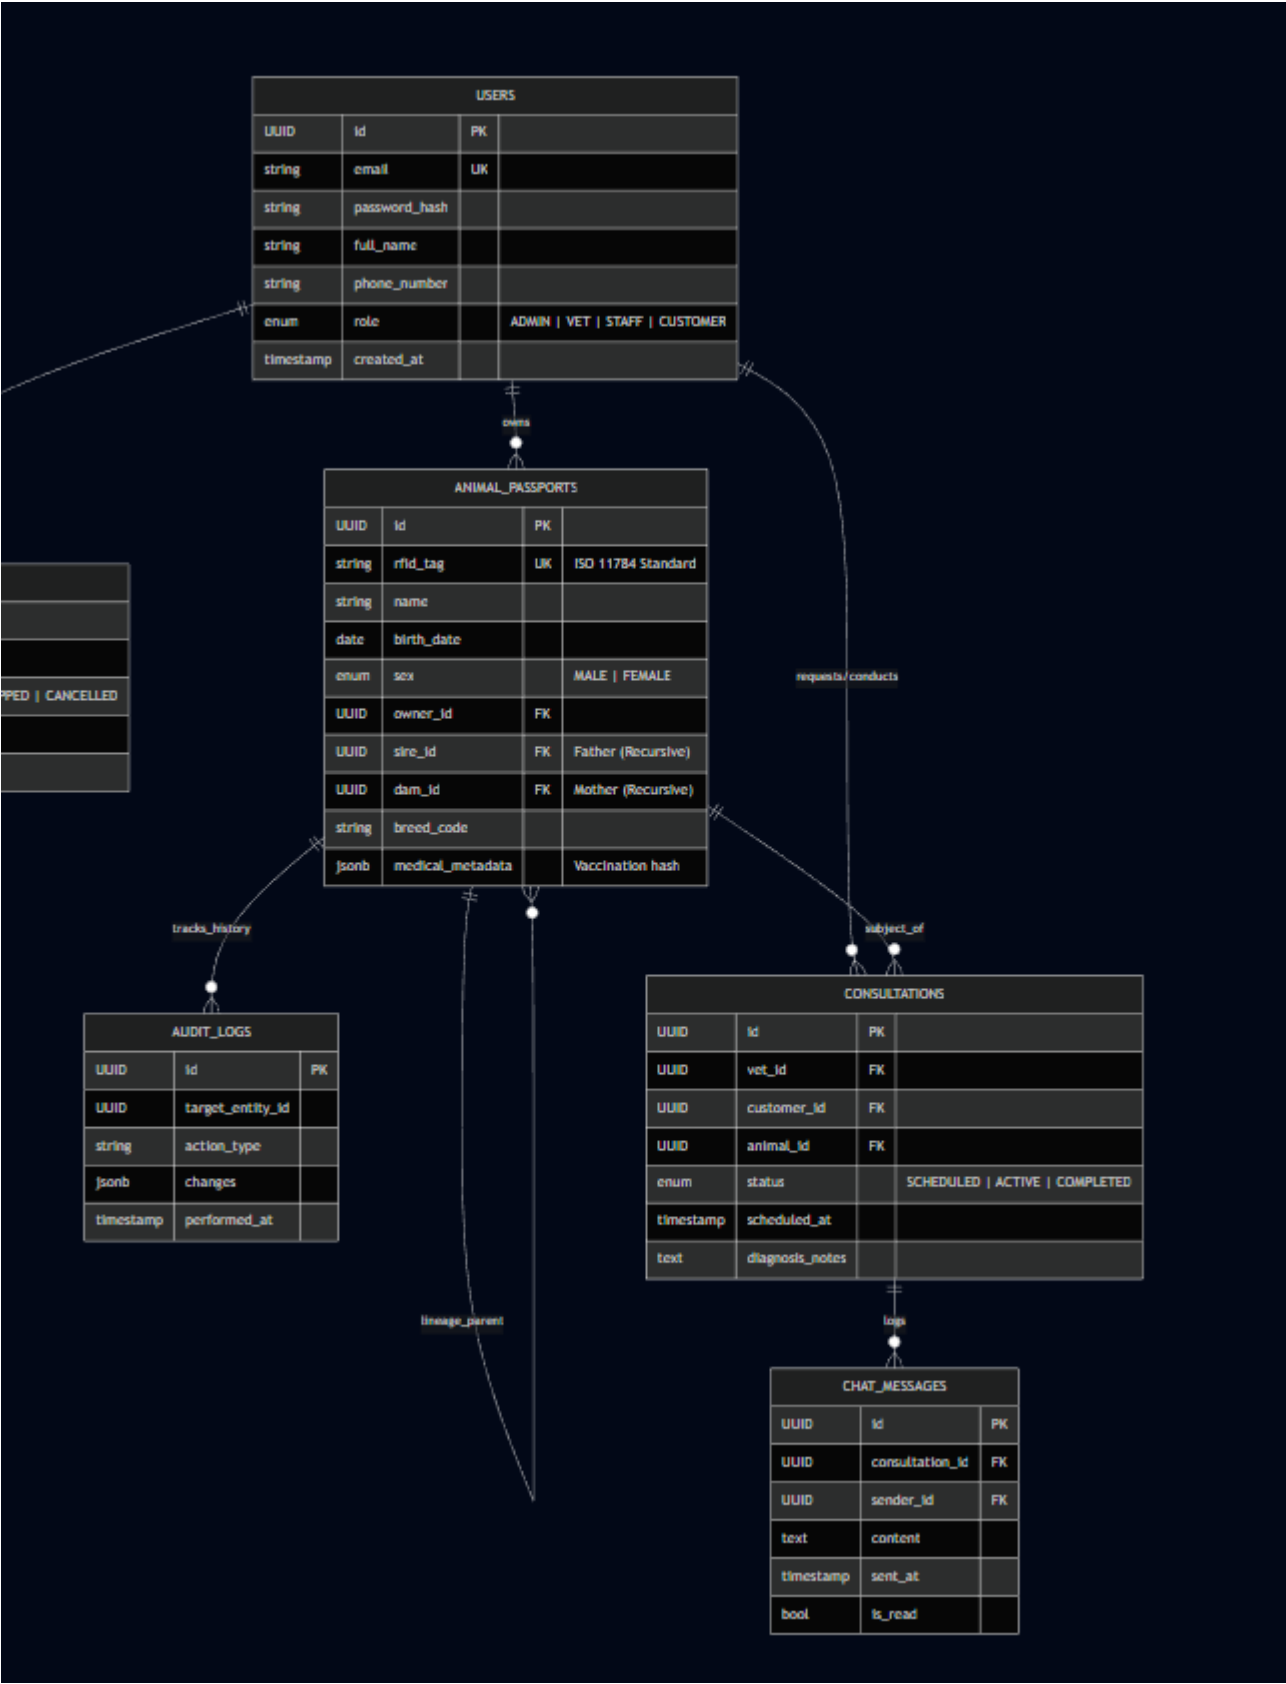 USERS
UUID id PK
string email UK
string password_hash
string full_name
string phone_number
enum role ADMIN | VET | STAFF | CUSTOMER
timestamp created_at
owns
ANIMAL_PASSPORTS
UUID id PK
string rfid_tag UK ISO 11784 Standard
string name
date birth_date
enum sex MALE | FEMALE
UUID owner_id FK
UUID sire_id FK Father (Recursive)
UUID dam_id FK Mother (Recursive)
string breed_code
jsonb medical_metadata Vaccination hash
PPED | CANCELLED
requests/conducts
tracks_history
subject_of
AUDIT_LOGS
UUID id PK
UUID target_entity_id
string action_type
jsonb changes
timestamp performed_at
CONSULTATIONS
UUID id PK
UUID vet_id FK
UUID customer_id FK
UUID animal_id FK
enum status SCHEDULED | ACTIVE | COMPLETED
timestamp scheduled_at
text diagnosis_notes
lineage_parent
logs
CHAT_MESSAGES
UUID id PK
UUID consultation_id FK
UUID sender_id FK
text content
timestamp sent_at
bool is_read